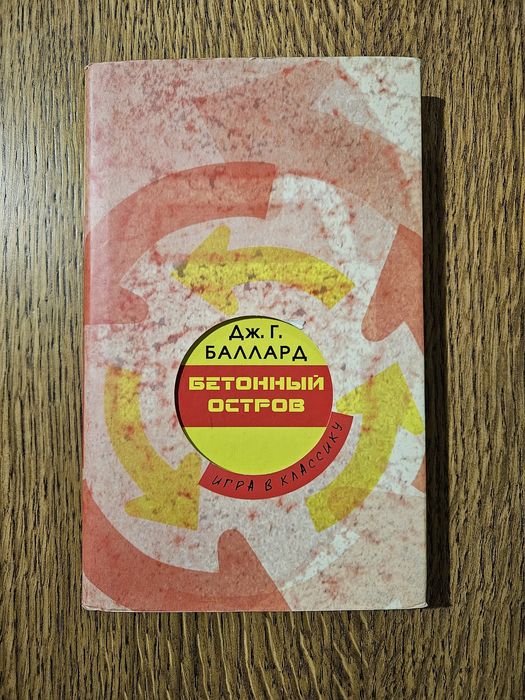 Дж. Г.
БАЛЛАРД
БЕТОННЫЙ
ОСТРОВ
ИГРА В КЛАССИКУ